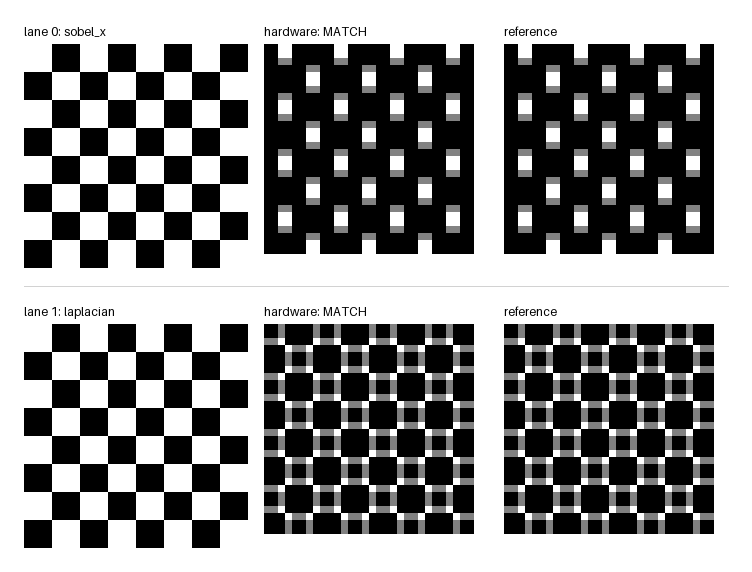 lane 0: sobel_x
hardware: MATCH
reference
lane 1: laplacian
hardware: MATCH
reference